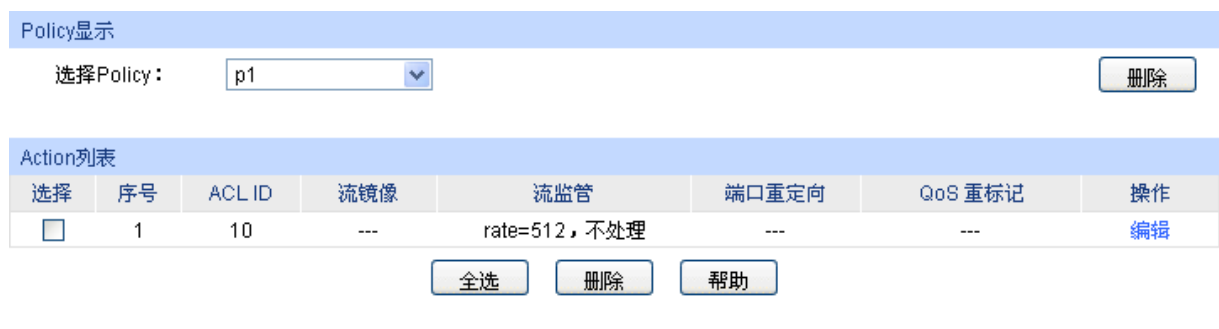 Policy显示
选择Policy： p1 删除
Action列表
选择 序号 ACL ID 流镜像 流监管 端口重定向 QoS 重标记 操作
1 10 --- rate=512，不处理 --- --- 编辑
全选 删除 帮助